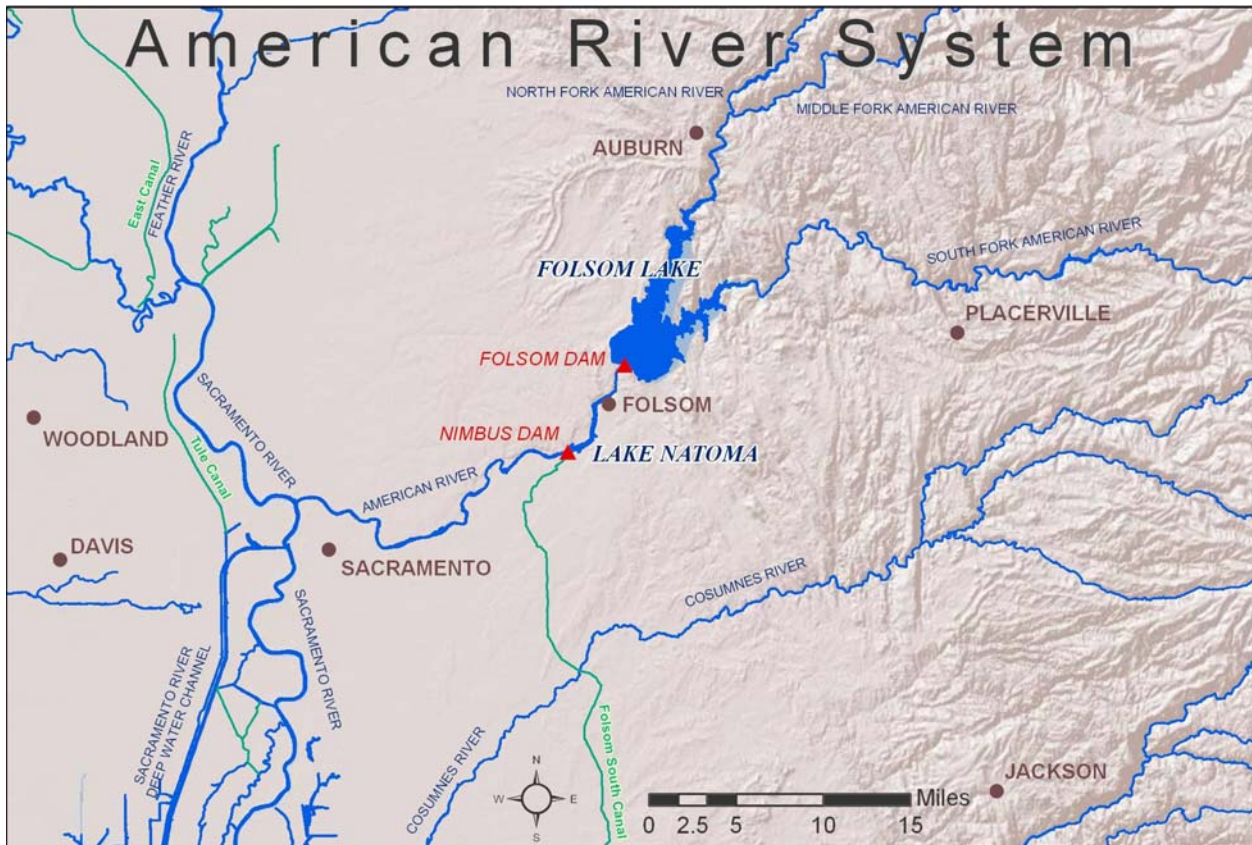 American River System
NORTH FORK AMERICAN RIVER
MIDDLE FORK AMERICAN RIVER
AUBURN
East Canal
FEATHER RIVER
SOUTH FORK AMERICAN RIVER
FOLSOM LAKE
PLACERVILLE
FOLSOM DAM
SACRAMENTO RIVER
FOLSOM
WOODLAND
NIMBUS DAM
LAKE NATOMA
Tule Canal
AMERICAN RIVER
DAVIS
SACRAMENTO
COSUMNES RIVER
SACRAMENTO RIVER
SACRAMENTO RIVER
DEEP WATER CHANNEL
Folsom South Canal
COSUMNES RIVER
JACKSON
N
W
E
S
Miles
0 2.5 5 10 15